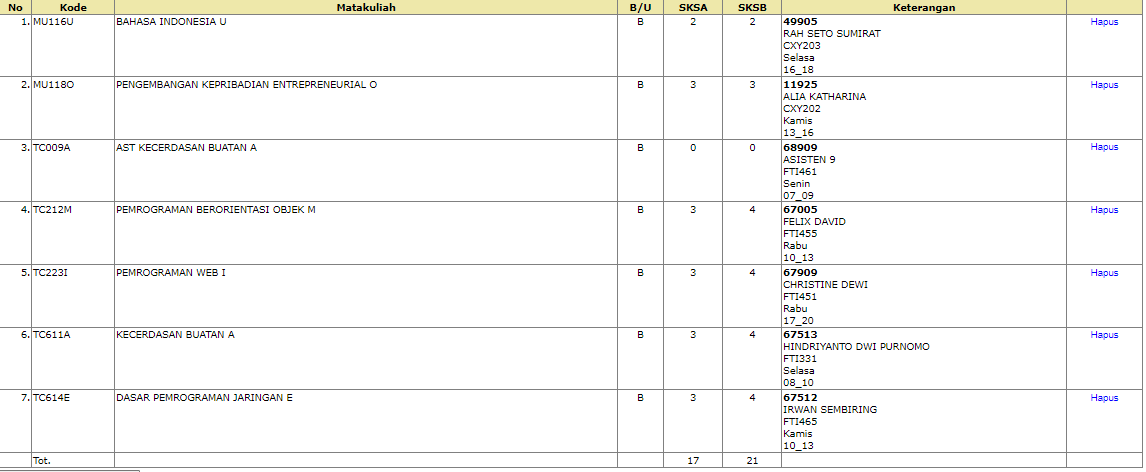 No Kode Matakuliah B/U SKSA SKSB Keterangan
1. MU116U BAHASA INDONESIA U B 2 2 49905 Hapus
RAH SETO SUMIRAT
CXY203
Selasa
16_18
2. MU118O PENGEMBANGAN KEPRIBADIAN ENTREPRENEURIAL O B 3 3 11925 Hapus
ALIA KATHARINA
CXY202
Kamis
13_16
3. TC009A AST KECERDASAN BUATAN A B 0 0 68909 Hapus
ASISTEN 9
FTI461
Senin
07_09
4. TC212M PEMROGRAMAN BERORIENTASI OBJEK M B 3 4 67005 Hapus
FELIX DAVID
FTI455
Rabu
10_13
5. TC223I PEMROGRAMAN WEB I B 3 4 67909 Hapus
CHRISTINE DEWI
FTI451
Rabu
17_20
6. TC611A KECERDASAN BUATAN A B 3 4 67513 Hapus
HINDRIYANTO DWI PURNOMO
FTI331
Selasa
08_10
7. TC614E DASAR PEMROGRAMAN JARINGAN E B 3 4 67512 Hapus
IRWAN SEMBIRING
FTI465
Kamis
10_13
Tot. 17 21